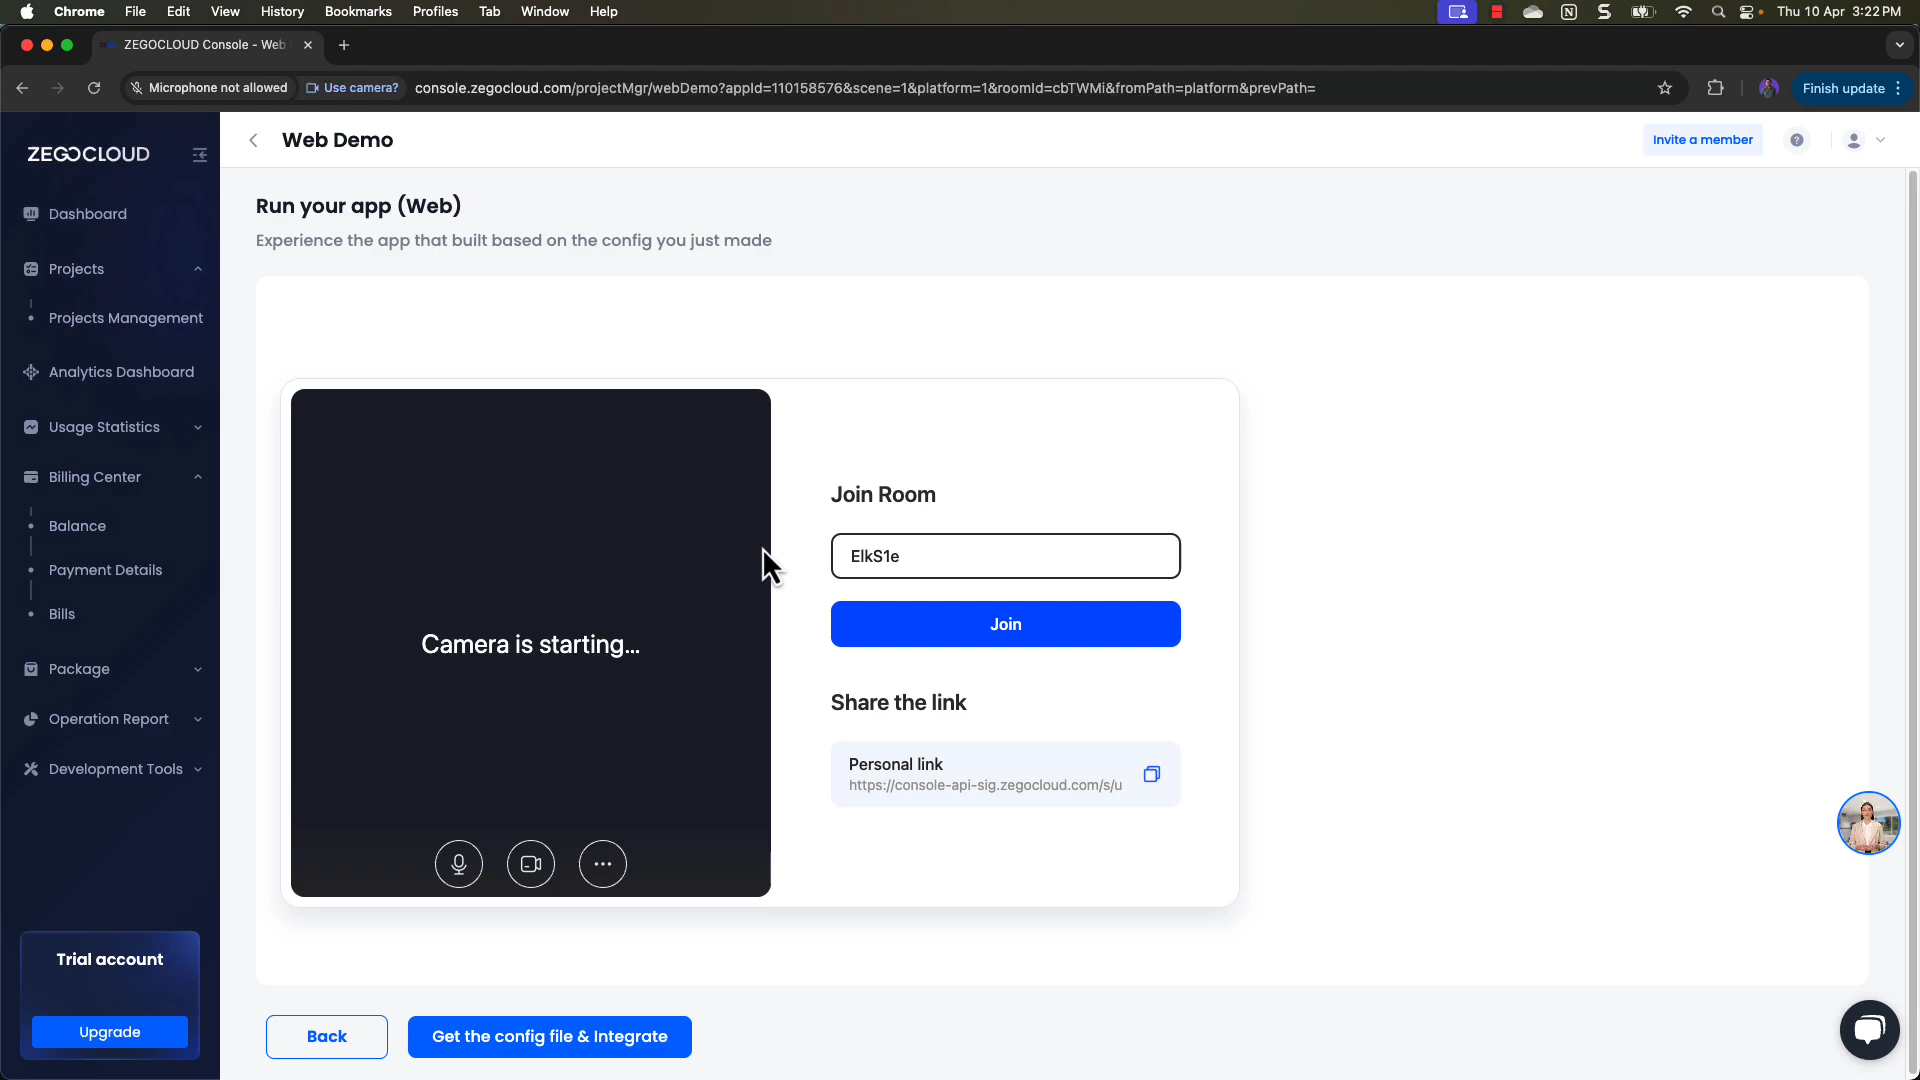 Chrome File Edit View History Bookmarks Profiles Tab Window Help
Thu 10 Apr 3:22 PM
ZEGOCLOUD Console - Web
Microphone not allowed
Use camera?
console.zegocloud.com/projectMgr/webDemo?appId=110158576&scene=1&platform=1&roomId=cbTWMi&fromPath=platform&prevPath=
Finish update
ZEGOCLOUD
Dashboard
Projects
Projects Management
Analytics Dashboard
Usage Statistics
Billing Center
Balance
Payment Details
Bills
Package
Operation Report
Development Tools
Trial account
Upgrade
Web Demo
Invite a member
Run your app (Web)
Experience the app that built based on the config you just made
Camera is starting...
Join Room
ElkS1e
Join
Share the link
Personal link
https://console-api-sig.zegocloud.com/s/u
Back
Get the config file & Integrate